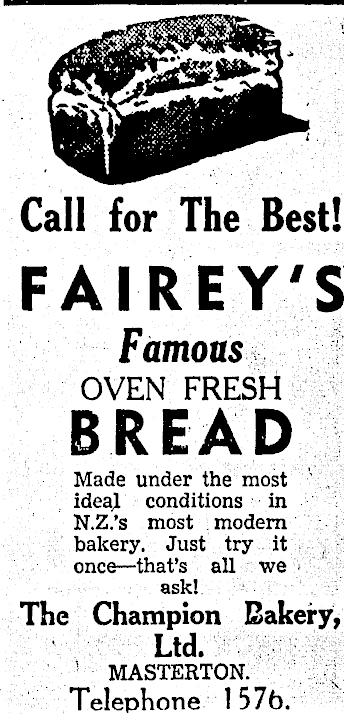 Call for The Best!
FAIREY'S
Famous
OVEN FRESH
BREAD
Made under the most
ideal conditions in
N.Z.'s most modern
bakery. Just try it
once—that's all we
ask!
The Champion Bakery,
Ltd.
MASTERTON.
Telephone 1576.